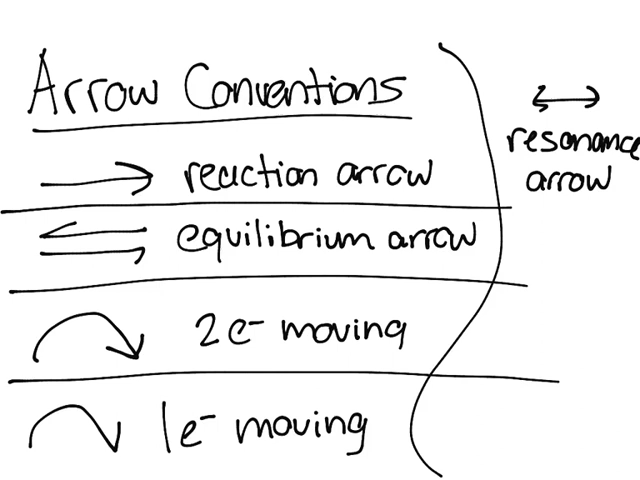 Arrow Conventions
reaction arrow
equilibrium arrow
2e⁻ moving
1e⁻ moving
resonance
arrow